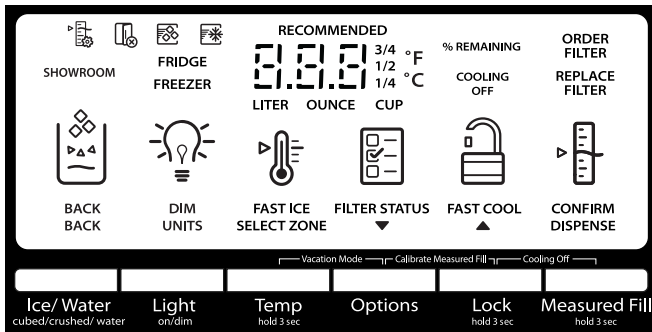 RECOMMENDED
SHOWROOM
FRIDGE
FREEZER
8.8.8
3/4
1/2
1/4
°F
°C
LITER OUNCE CUP
% REMAINING
COOLING
OFF
ORDER
FILTER
REPLACE
FILTER
BACK
BACK
DIM
UNITS
FAST ICE
SELECT ZONE
FILTER STATUS
FAST COOL
CONFIRM
DISPENSE
Vacation Mode
Calibrate Measured Fill
Cooling Off
Ice/ Water
cubed/crushed/ water
Light
on/dim
Temp
hold 3 sec
Options
Lock
hold 3 sec
Measured Fill
hold 3 sec